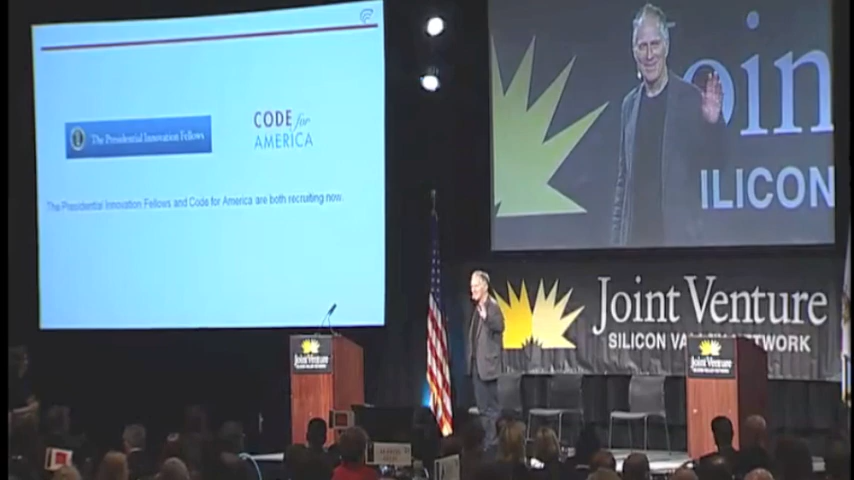 The Presidential Innovation Fellows
CODE for
AMERICA
The Presidential Innovation Fellows and Code for America are both recruiting now.
Join
ILICON
Joint Venture
SILICON VALLEY NETWORK
Joint Venture
Joint Venture